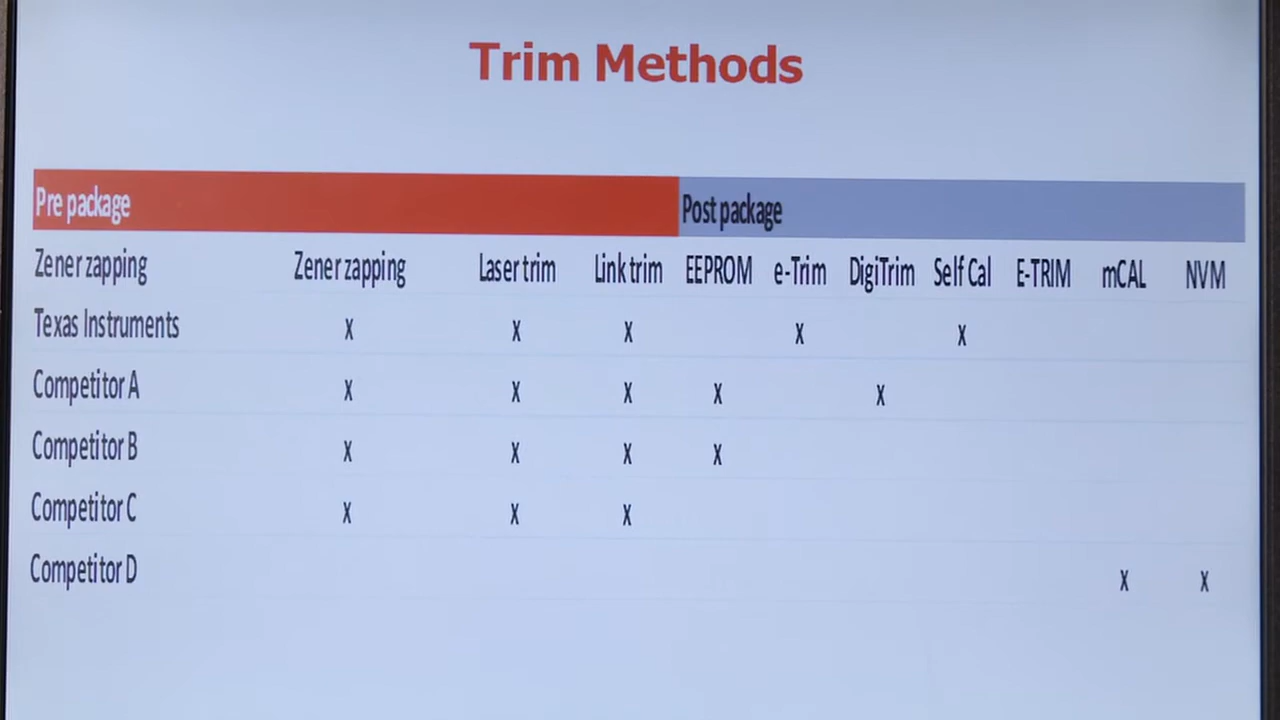 Trim Methods
Pre package Post package
Zener zapping Zener zapping Laser trim Link trim EEPROM e-Trim DigiTrim Self Cal E-TRIM mCAL NVM
Texas Instruments X X X X X
Competitor A X X X X X
Competitor B X X X X
Competitor C X X X
Competitor D X X